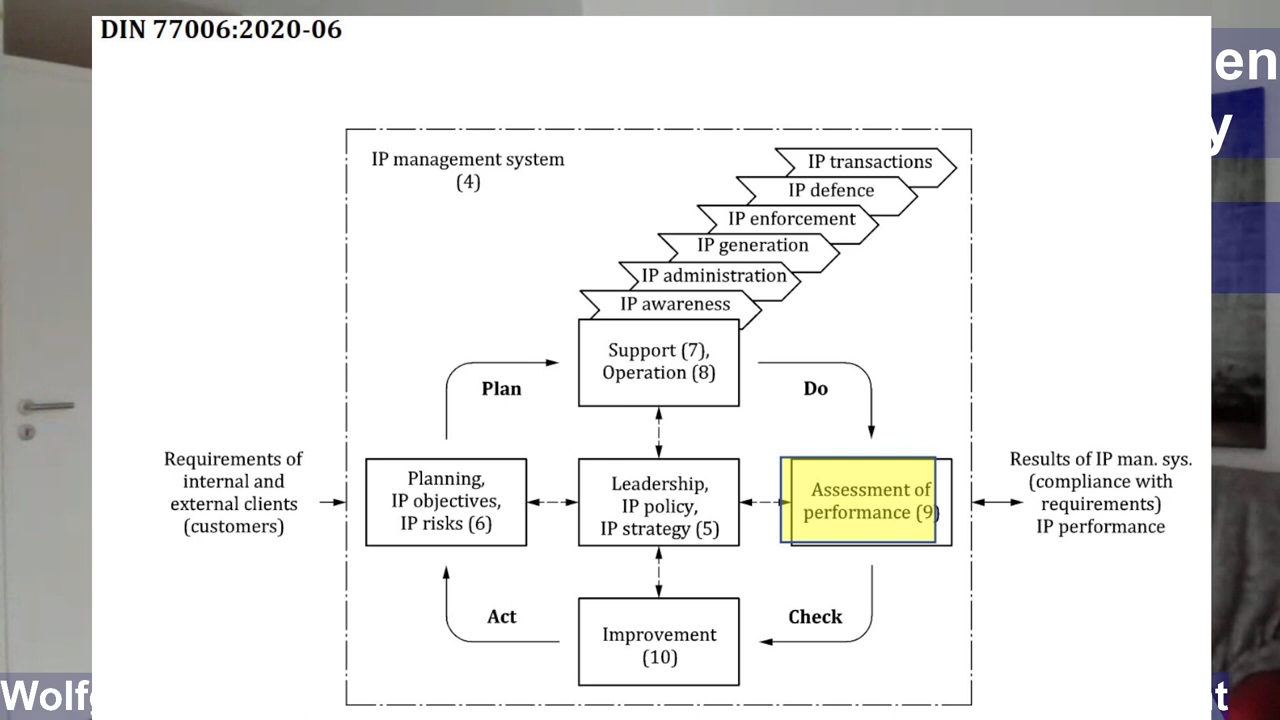 DIN 77006:2020-06
en
y
IP management system
(4)
IP transactions
IP defence
IP enforcement
IP generation
IP administration
IP awareness
Support (7),
Operation (8)
Plan
Do
Requirements of
internal and
external clients
(customers)
Planning,
IP objectives,
IP risks (6)
Leadership,
IP policy,
IP strategy (5)
Assessment of
performance (9)
Results of IP man. sys.
(compliance with
requirements)
IP performance
Act
Check
Improvement
(10)
Wolf
t